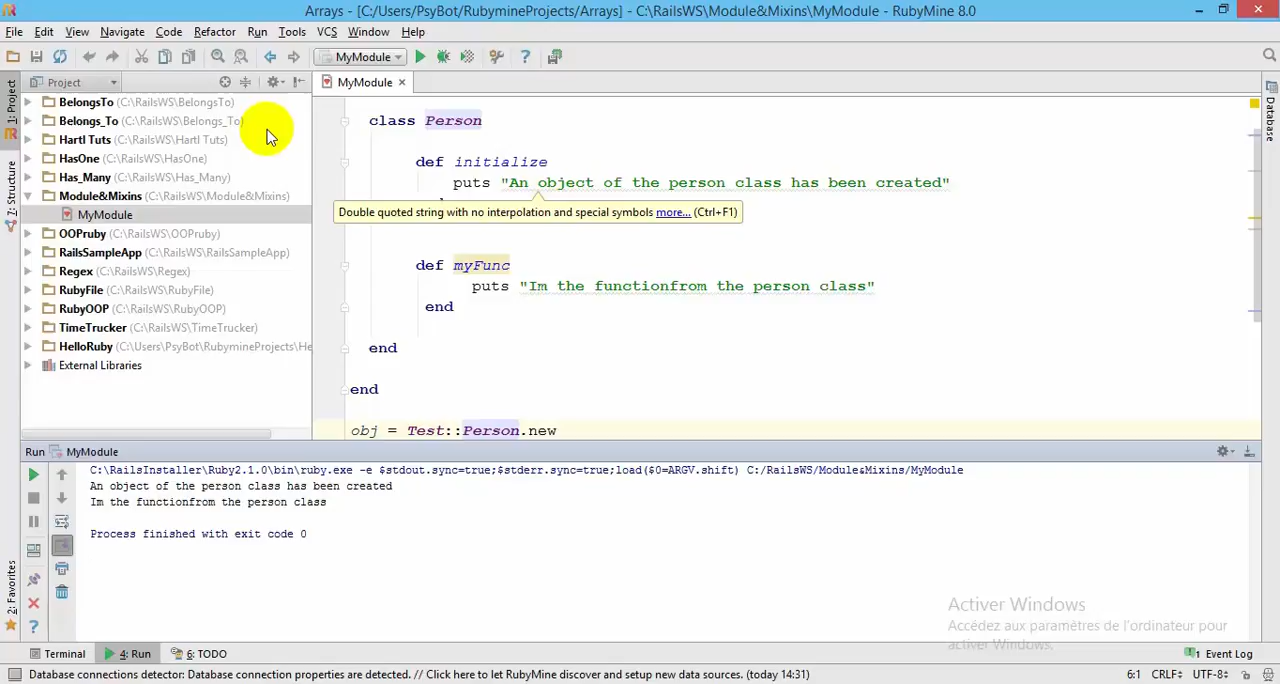 Arrays - [C:/Users/PsyBot/RubymineProjects/Arrays] - C:\RailsWS\Module&Mixins\MyModule - RubyMine 8.0
File Edit View Navigate Code Refactor Run Tools VCS Window Help
MyModule
Project
MyModule
1: Project
Z: Structure
2: Favorites
Database
BelongsTo (C:\RailsWS\BelongsTo)
Belongs_To (C:\RailsWS\Belongs_To)
Hartl Tuts (C:\RailsWS\Hartl Tuts)
HasOne (C:\RailsWS\HasOne)
Has_Many (C:\RailsWS\Has_Many)
Module&Mixins (C:\RailsWS\Module&Mixins)
MyModule
OOPruby (C:\RailsWS\OOPruby)
RailsSampleApp (C:\RailsWS\RailsSampleApp)
Regex (C:\RailsWS\Regex)
RubyFile (C:\RailsWS\RubyFile)
RubyOOP (C:\RailsWS\RubyOOP)
TimeTrucker (C:\RailsWS\TimeTrucker)
HelloRuby (C:\Users\PsyBot\RubymineProjects\He
External Libraries
class Person
def initialize
puts "An object of the person class has been created"
Double quoted string with no interpolation and special symbols more... (Ctrl+F1)
def myFunc
puts "Im the functionfrom the person class"
end
end
end
obj = Test::Person.new
Run MyModule
C:\RailsInstaller\Ruby2.1.0\bin\ruby.exe -e $stdout.sync=true;$stderr.sync=true;load($0=ARGV.shift) C:/RailsWS/Module&Mixins/MyModule
An object of the person class has been created
Im the functionfrom the person class
Process finished with exit code 0
Activer Windows
Accédez aux paramètres de l'ordinateur pour
activer Windows.
Terminal 4: Run 6: TODO 1 Event Log
Database connections detector: Database connection properties are detected. // Click here to let RubyMine discover and setup new data sources. (today 14:31) 6:1 CRLF UTF-8